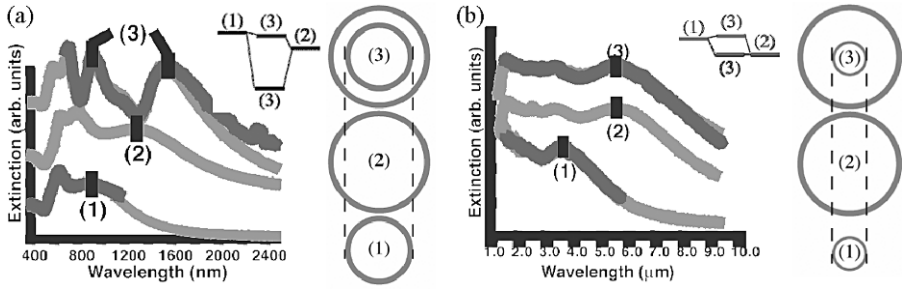 (a)
(1) (3) (2)
(3)
(3)
(2)
(1)
Extinction (arb. units)
400 800 1200 1600 2000 2400
Wavelength (nm)
(3)
(2)
(1)
(b)
(1) (3) (2)
(3)
(3)
(2)
(1)
Extinction (arb. units)
1.0 2.0 3.0 4.0 5.0 6.0 7.0 8.0 9.0 10.0
Wavelength μm)
(3)
(2)
(1)